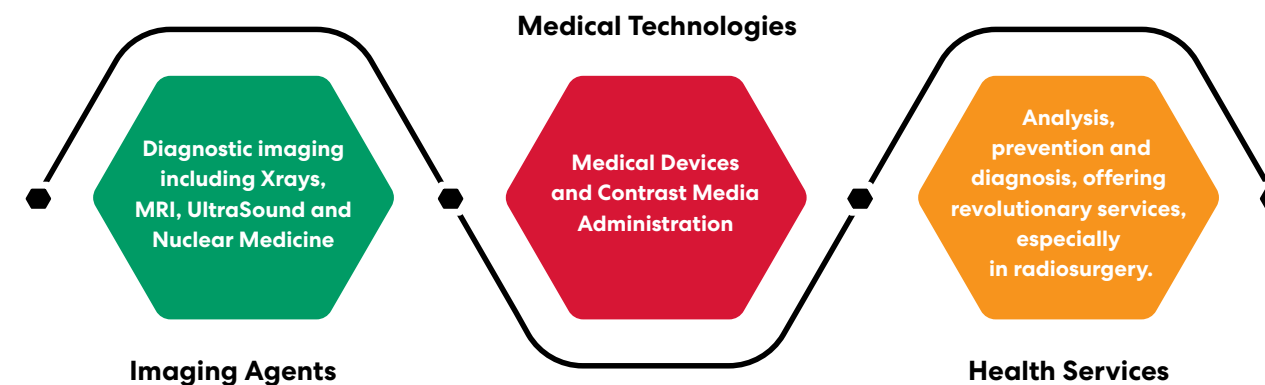 Medical Technologies
Diagnostic imaging
including Xrays,
MRI, UltraSound and
Nuclear Medicine
Imaging Agents
Medical Devices
and Contrast Media
Administration
Analysis,
prevention and
diagnosis, offering
revolutionary services,
especially
in radiosurgery.
Health Services